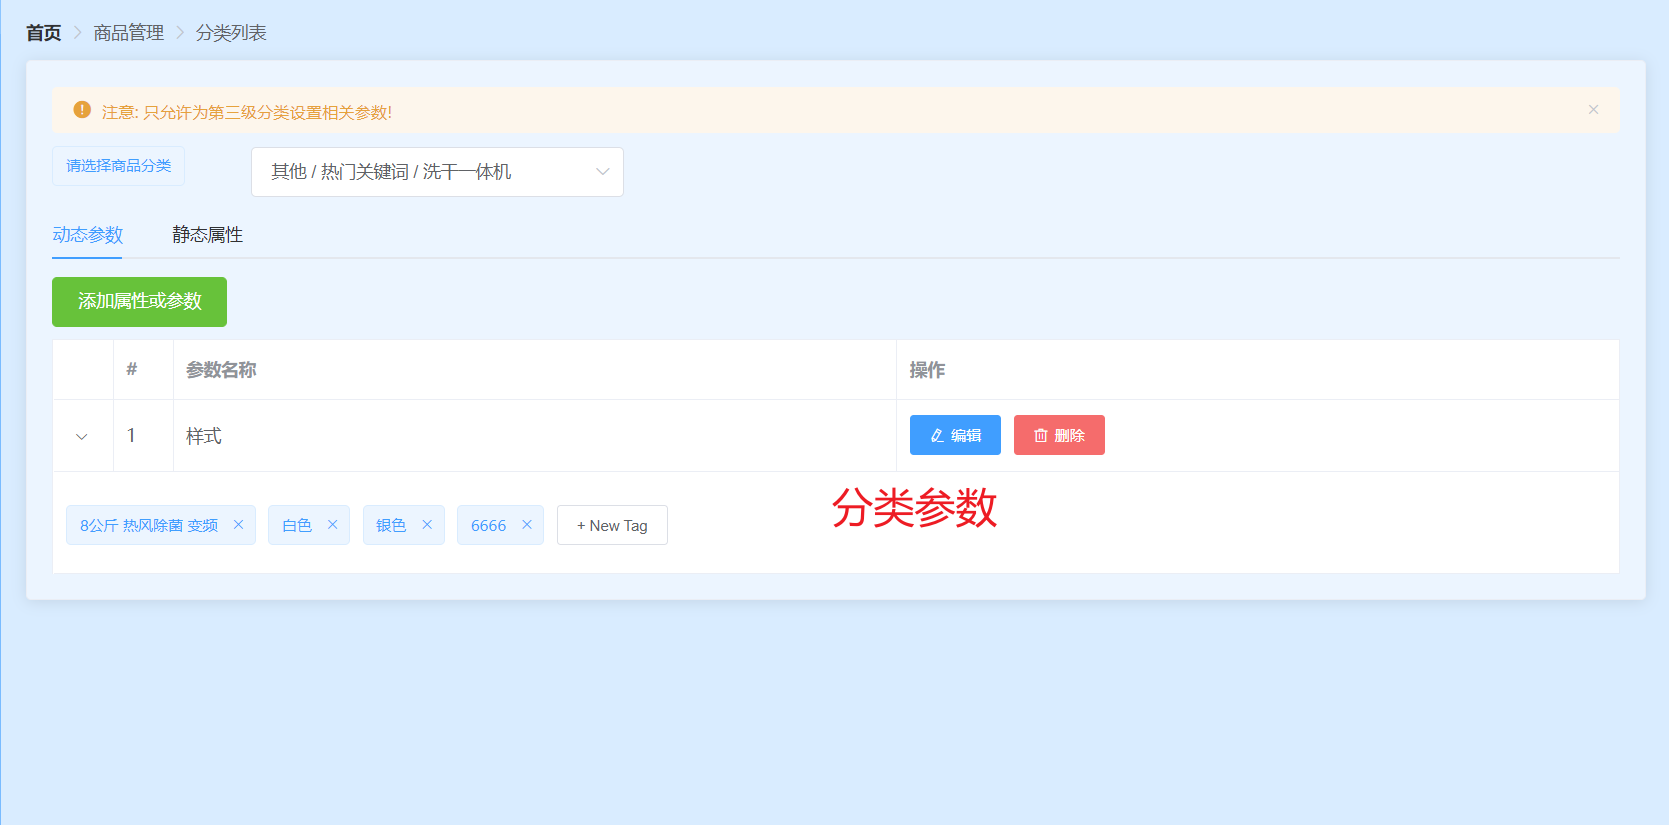 首页 > 商品管理 > 分类列表
注意: 只允许为第三级分类设置相关参数!
请选择商品分类 其他 / 热门关键词 / 洗干一体机
动态参数 静态属性
添加属性或参数
# 参数名称 操作
1 样式 编辑 删除
分类参数
8公斤 热风除菌 变频 白色 银色 6666 + New Tag